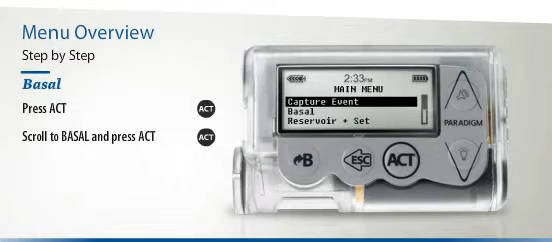 Menu Overview
Step by Step
Basal
Press ACT
ACT
Scroll to BASAL and press ACT
ACT
2:33PM
MAIN MENU
Capture Event
Basal
Reservoir + Set
PARADIGM
B
ESC
ACT